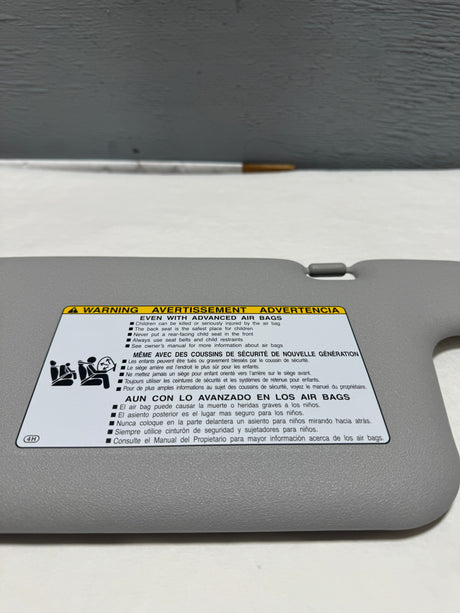 WARNING AVERTISSEMENT ADVERTENCIA
EVEN WITH ADVANCED AIR BAGS
■ Children can be killed or seriously injured by the air bag
■ The back seat is the safest place for children
■ Never put a rear-facing child seat in the front
■ Always use seat belts and child restraints
■ See owner's manual for more information about air bags
MÊME AVEC DES COUSSINS DE SÉCURITÉ DE NOUVELLE GÉNÉRATION
■ Les enfants peuvent être tués ou gravement blessés par le coussin de sécurité.
■ Le siège arrière est l'endroit le plus sûr pour les enfants.
■ Ne mettez jamais un siège pour enfant orienté vers l'arrière sur le siège avant.
■ Toujours utiliser les ceintures de sécurité et les systèmes de retenue pour enfants.
■ Pour de plus amples informations au sujet des coussins de sécurité, voyez le manuel du propriétaire.
AUN CON LO AVANZADO EN LOS AIR BAGS
■ El air bag puede causar la muerte o heridas graves a los niños.
■ El asiento posterior es el lugar mas seguro para los niños.
■ Nunca coloque en la parte delantera un asiento para niños mirando hacia atrás.
■ Siempre utilice cinturón de seguridad y sujetadores para niños.
■ Consulte el Manual del Propietario para mayor información acerca de los air bags.
4H